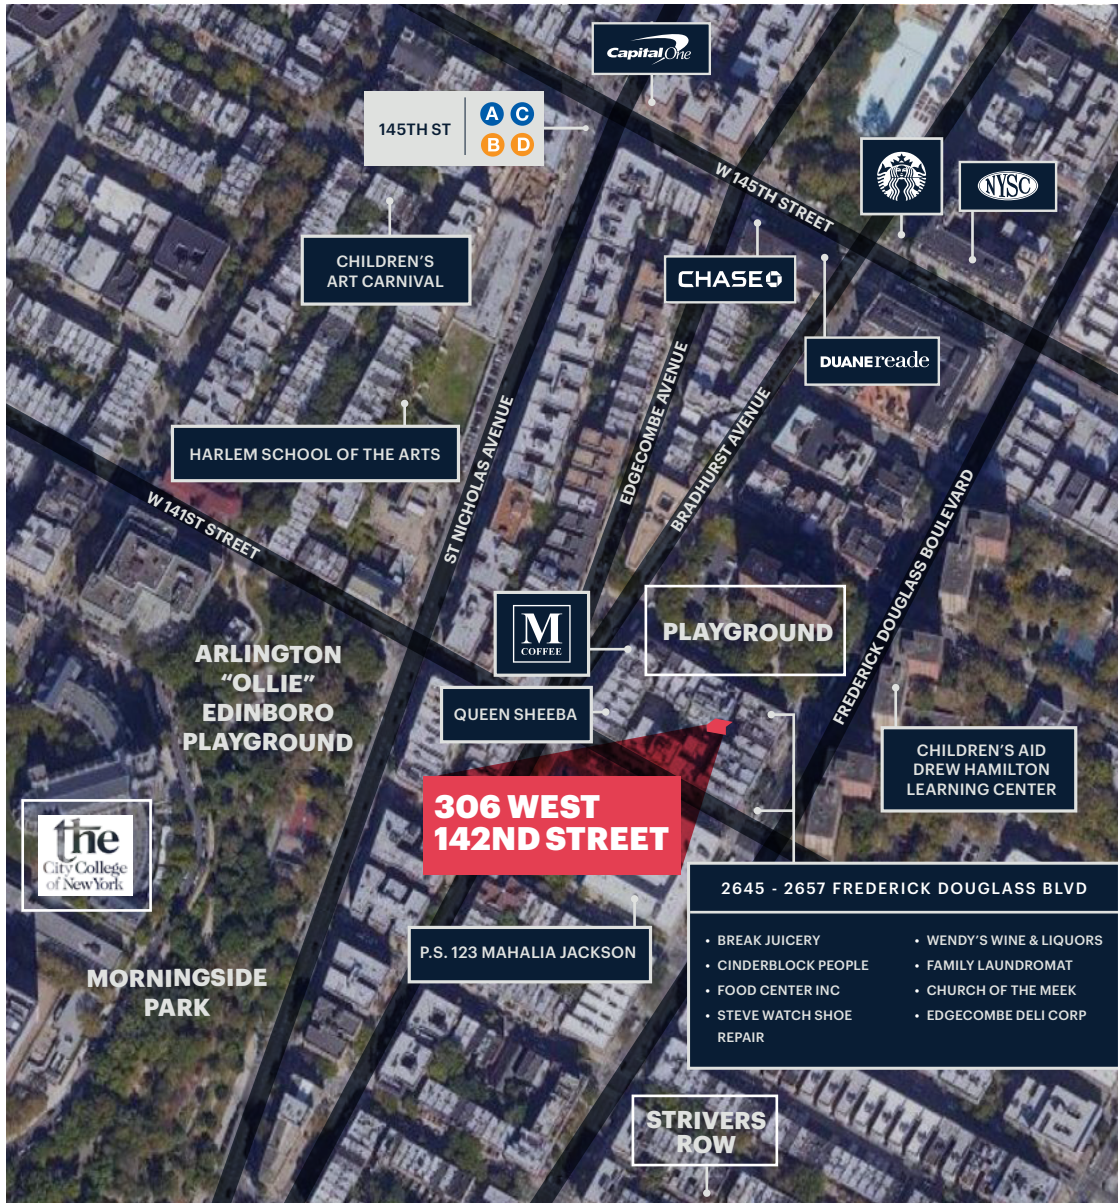 Capital One
145TH ST
A C
B D
W 145TH STREET
NYSC
CHILDREN'S
ART CARNIVAL
CHASE
DUANEreade
HARLEM SCHOOL OF THE ARTS
ST NICHOLAS AVENUE
EDGECOMBE AVENUE
BRADHURST AVENUE
FREDERICK DOUGLASS BOULEVARD
W 141ST STREET
M
COFFEE
PLAYGROUND
ARLINGTON
“OLLIE”
EDINBORO
PLAYGROUND
QUEEN SHEEBA
CHILDREN'S AID
DREW HAMILTON
LEARNING CENTER
306 WEST
142ND STREET
the
City College
of New York
2645 - 2657 FREDERICK DOUGLASS BLVD
• BREAK JUICERY
• CINDERBLOCK PEOPLE
• FOOD CENTER INC
• STEVE WATCH SHOE
REPAIR
• WENDY'S WINE & LIQUORS
• FAMILY LAUNDROMAT
• CHURCH OF THE MEEK
• EDGECOMBE DELI CORP
P.S. 123 MAHALIA JACKSON
MORNINGSIDE
PARK
STRIVERS
ROW